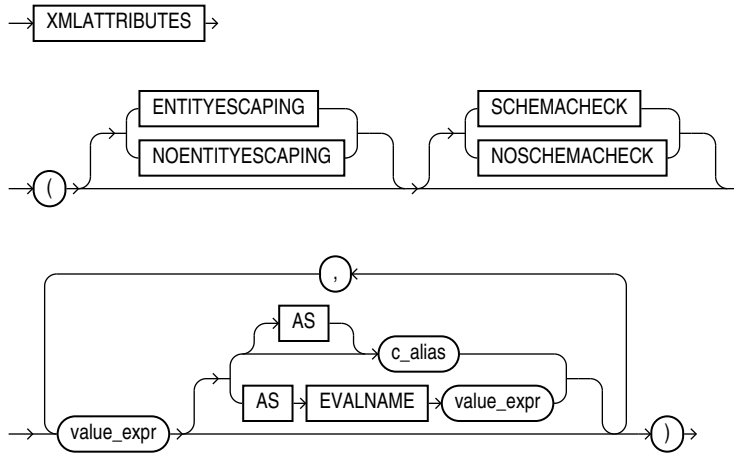 XMLATTRIBUTES
ENTITYESCAPING SCHEMACHECK
NOENTITYESCAPING NOSCHEMACHECK
(
,
AS
c_alias
AS EVALNAME value_expr
value_expr )